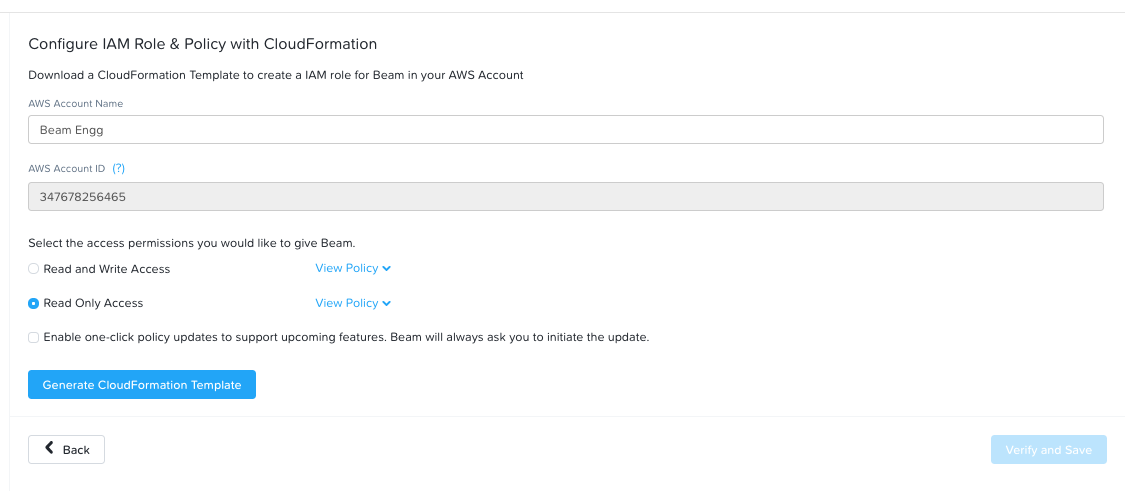 Configure IAM Role & Policy with CloudFormation
Download a CloudFormation Template to create a IAM role for Beam in your AWS Account
AWS Account Name
Beam Engg
AWS Account ID (?)
347678256465
Select the access permissions you would like to give Beam.
Read and Write Access View Policy
Read Only Access View Policy
Enable one-click policy updates to support upcoming features. Beam will always ask you to initiate the update.
Generate CloudFormation Template
Back Verify and Save